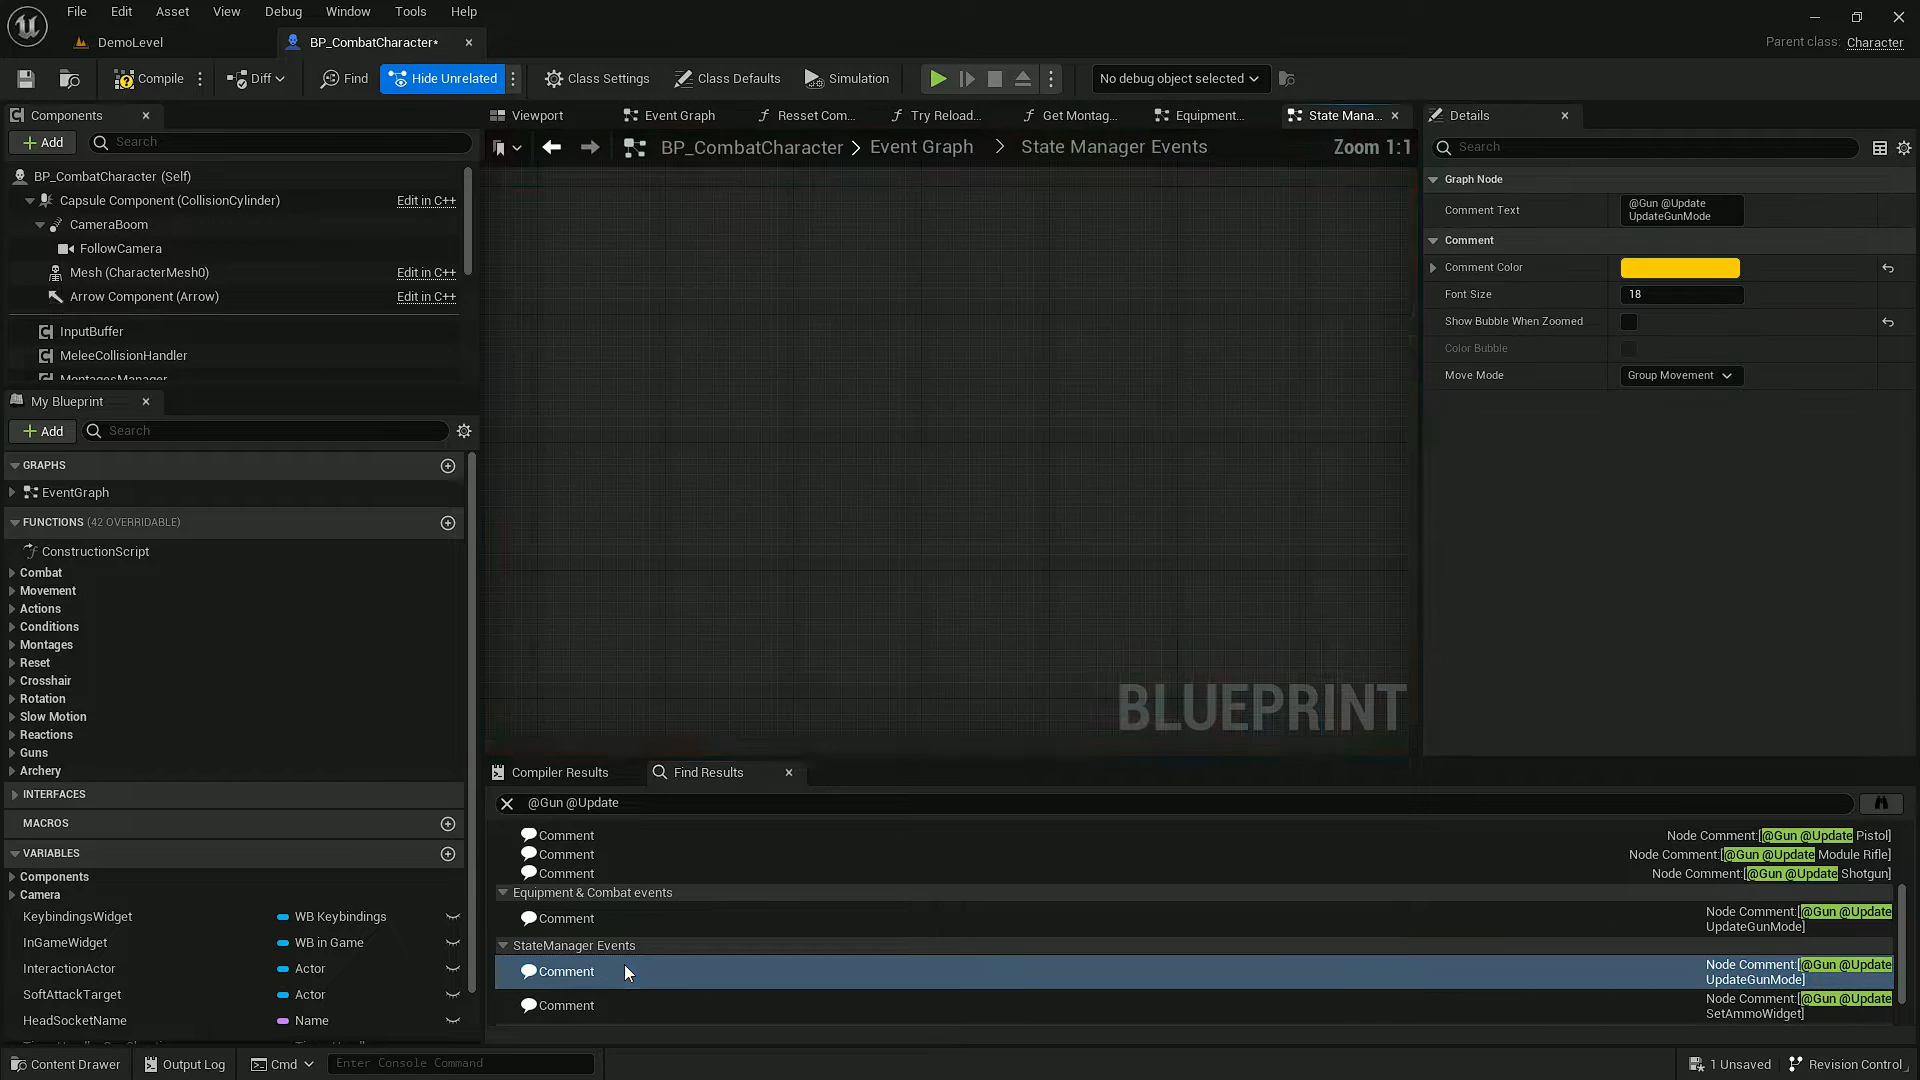 File Edit Asset View Debug Window Tools Help
DemoLevel
BP_CombatCharacter*
Parent class: Character
Compile
Diff
Find
Hide Unrelated
Class Settings
Class Defaults
Simulation
No debug object selected
Components
Viewport
Event Graph
Resset Com...
Try Reload...
Get Montag...
Equipment...
State Mana...
Details
Add
Search
BP_CombatCharacter > Event Graph > State Manager Events
Zoom 1:1
Search
BP_CombatCharacter (Self)
Capsule Component (CollisionCylinder) Edit in C++
CameraBoom
FollowCamera
Mesh (CharacterMesh0) Edit in C++
Arrow Component (Arrow) Edit in C++
InputBuffer
MeleeCollisionHandler
MontagesManager
Graph Node
Comment Text
@Gun @Update
UpdateGunMode
Comment
Comment Color
Font Size 18
Show Bubble When Zoomed
Color Bubble
Move Mode Group Movement
My Blueprint
Add
Search
GRAPHS
EventGraph
FUNCTIONS (42 OVERRIDABLE)
ConstructionScript
Combat
Movement
Actions
Conditions
Montages
Reset
Crosshair
Rotation
Slow Motion
Reactions
Guns
Archery
INTERFACES
MACROS
VARIABLES
Components
Camera
KeybindingsWidget WB Keybindings
InGameWidget WB in Game
InteractionActor Actor
SoftAttackTarget Actor
HeadSocketName Name
BLUEPRINT
Compiler Results
Find Results
@Gun @Update
Comment Node Comment:[@Gun @Update Pistol]
Comment Node Comment:[@Gun @Update Module Rifle]
Comment Node Comment:[@Gun @Update Shotgun]
Equipment & Combat events
Comment Node Comment:[@Gun @Update
UpdateGunMode]
StateManager Events
Comment Node Comment:[@Gun @Update
UpdateGunMode]
Comment Node Comment:[@Gun @Update
SetAmmoWidget]
Content Drawer
Output Log
Cmd
Enter Console Command
1 Unsaved
Revision Control